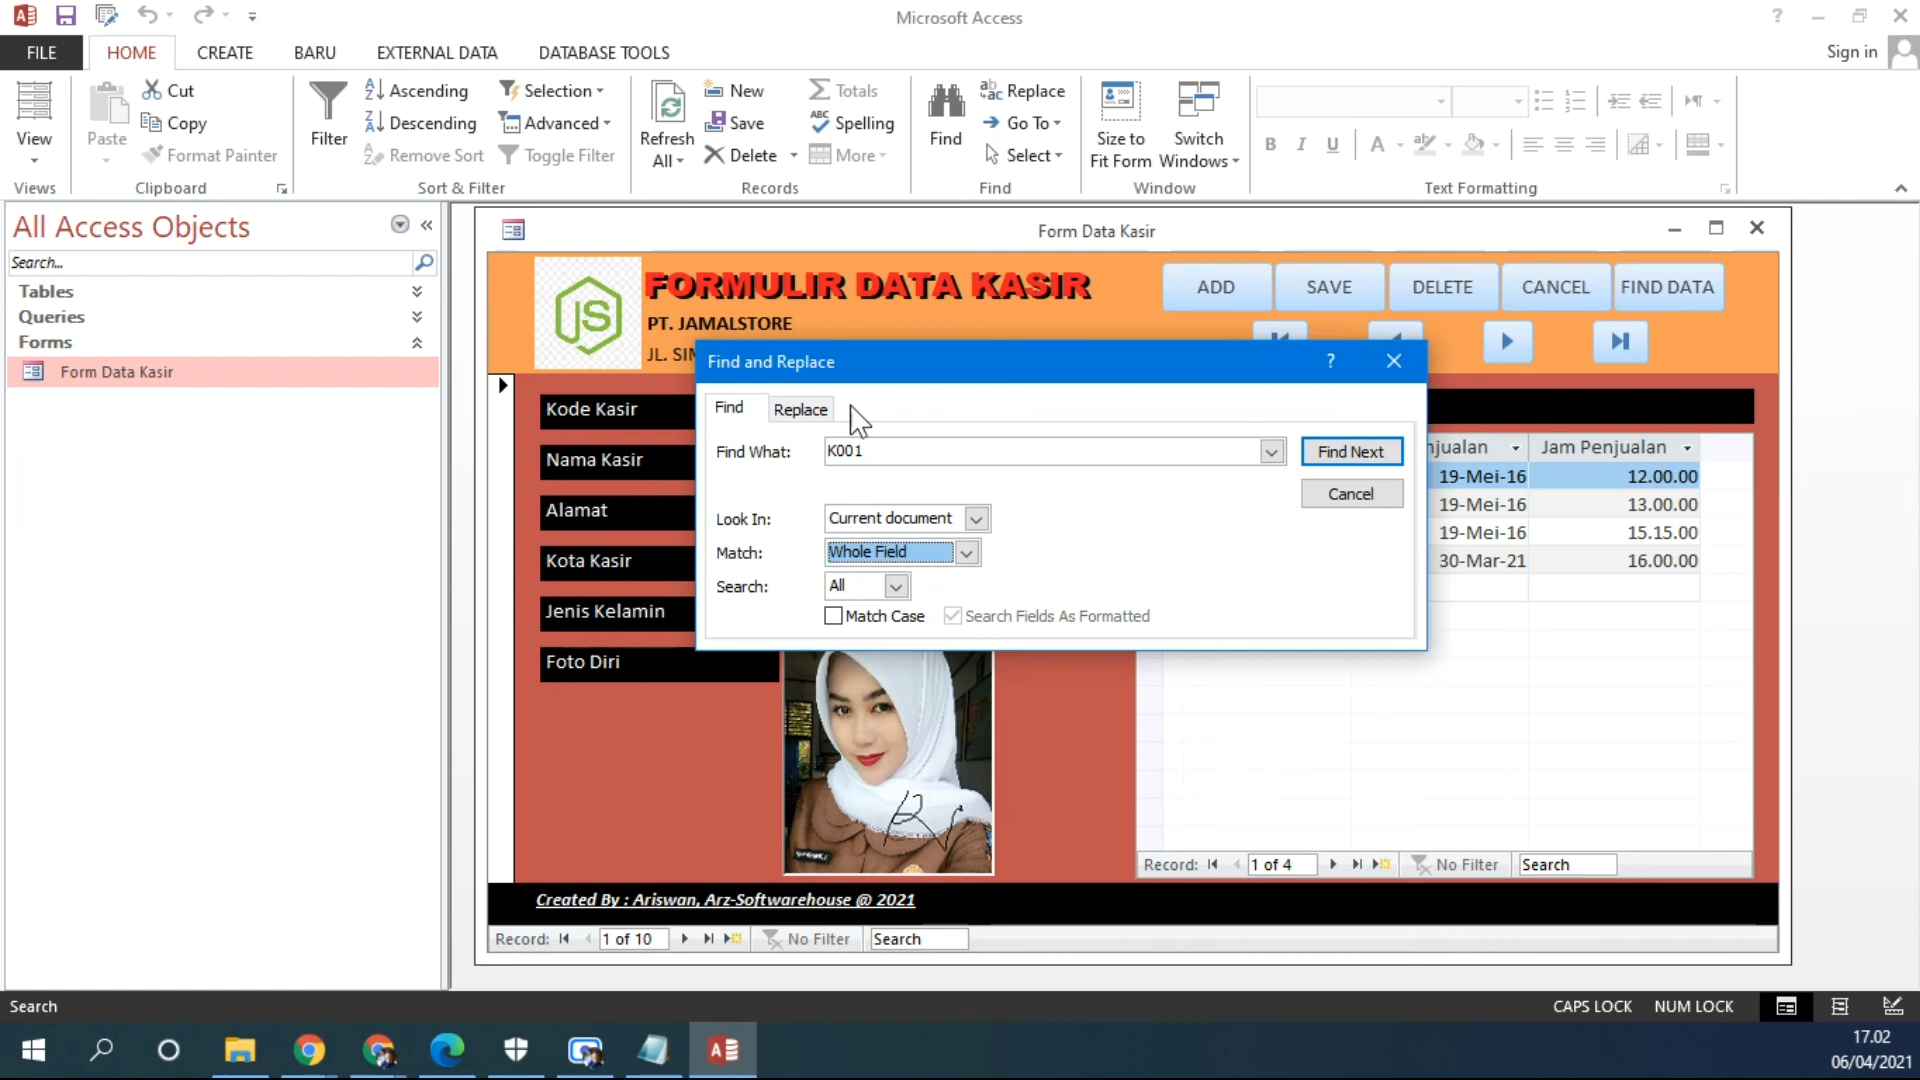 Microsoft Access
FILE
HOME
CREATE
BARU
EXTERNAL DATA
DATABASE TOOLS
Sign in
View
Views
Paste
Cut
Copy
Format Painter
Clipboard
Filter
Ascending
Descending
Remove Sort
Selection
Advanced
Toggle Filter
Sort & Filter
Refresh
All
New
Save
Delete
Totals
Spelling
More
Records
Find
Replace
Go To
Select
Find
Size to
Fit Form
Switch
Windows
Window
B I U A
Text Formatting
All Access Objects
Search...
Tables
Queries
Forms
Form Data Kasir
Form Data Kasir
JS
FORMULIR DATA KASIR
PT. JAMALSTORE
ADD
SAVE
DELETE
CANCEL
FIND DATA
Kode Kasir
Nama Kasir
Alamat
Kota Kasir
Jenis Kelamin
Foto Diri
Find and Replace
?
Find
Replace
Find What:
K001
Find Next
Cancel
Look In:
Current document
Match:
Whole Field
Search:
All
Match Case
Search Fields As Formatted
Jam Penjualan
19-Mei-16 12.00.00
19-Mei-16 13.00.00
19-Mei-16 15.15.00
30-Mar-21 16.00.00
Record: 1 of 4 No Filter Search
Created By : Ariswan, Arz-Softwarehouse @ 2021
Record: 1 of 10 No Filter Search
Search
CAPS LOCK
NUM LOCK
17.02
06/04/2021